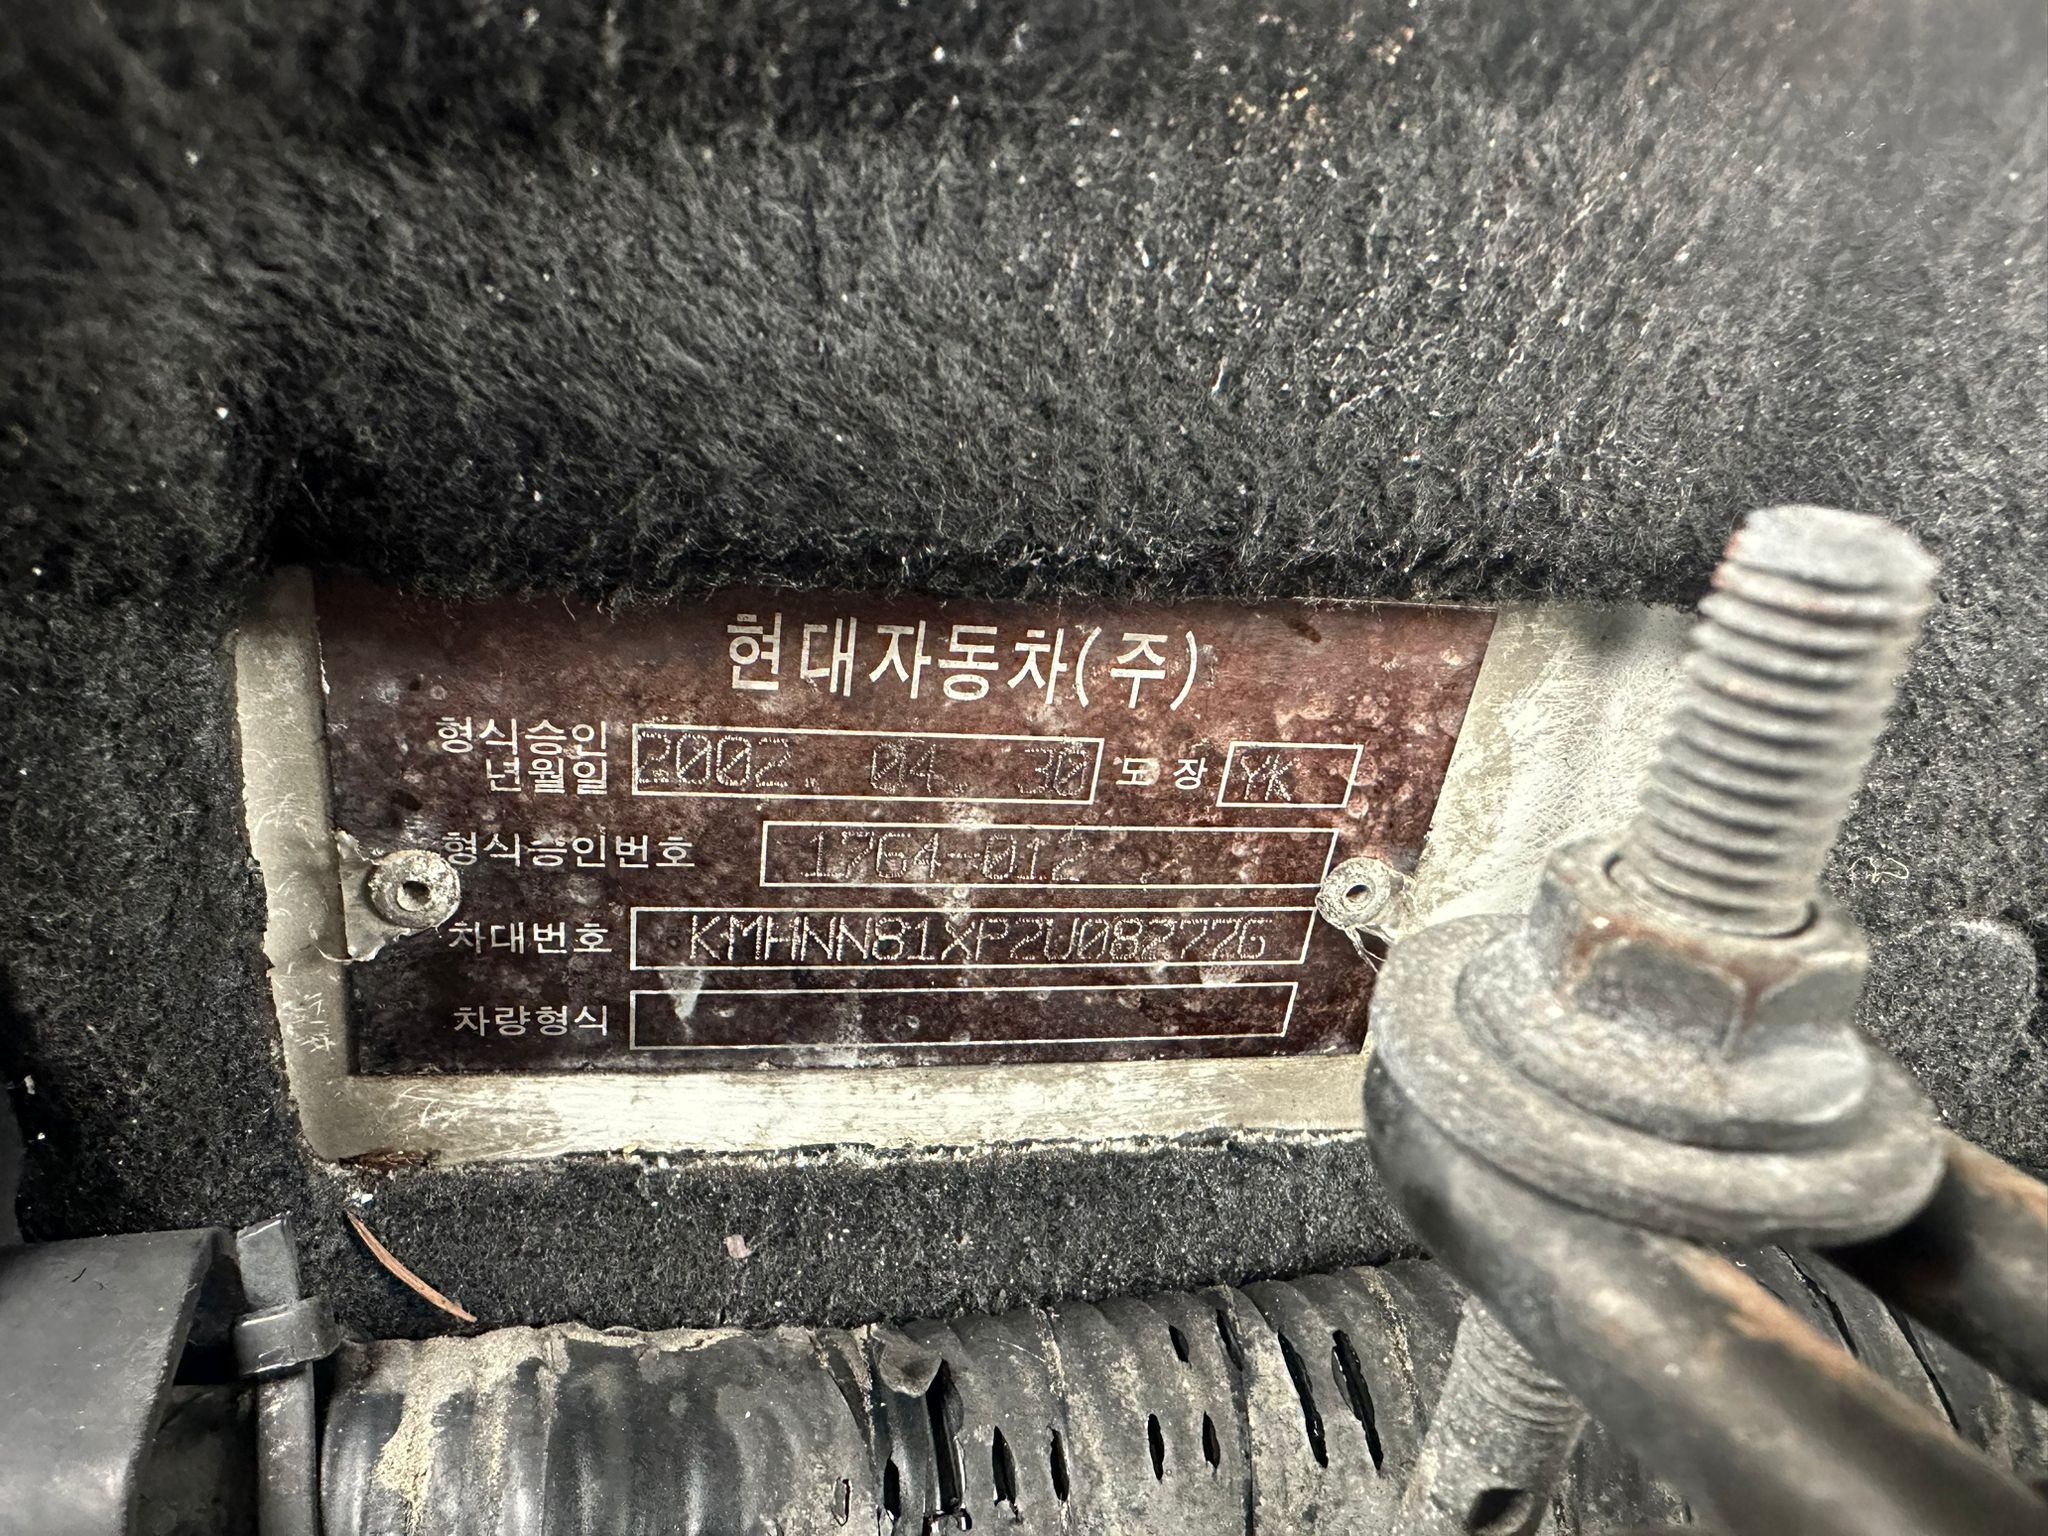 현대자동차(주)
형식승인 년월일 2002. 04. 30 도장 YK
형식승인번호 1764-012
차대번호 KMHNN81XP2U082776
차량형식